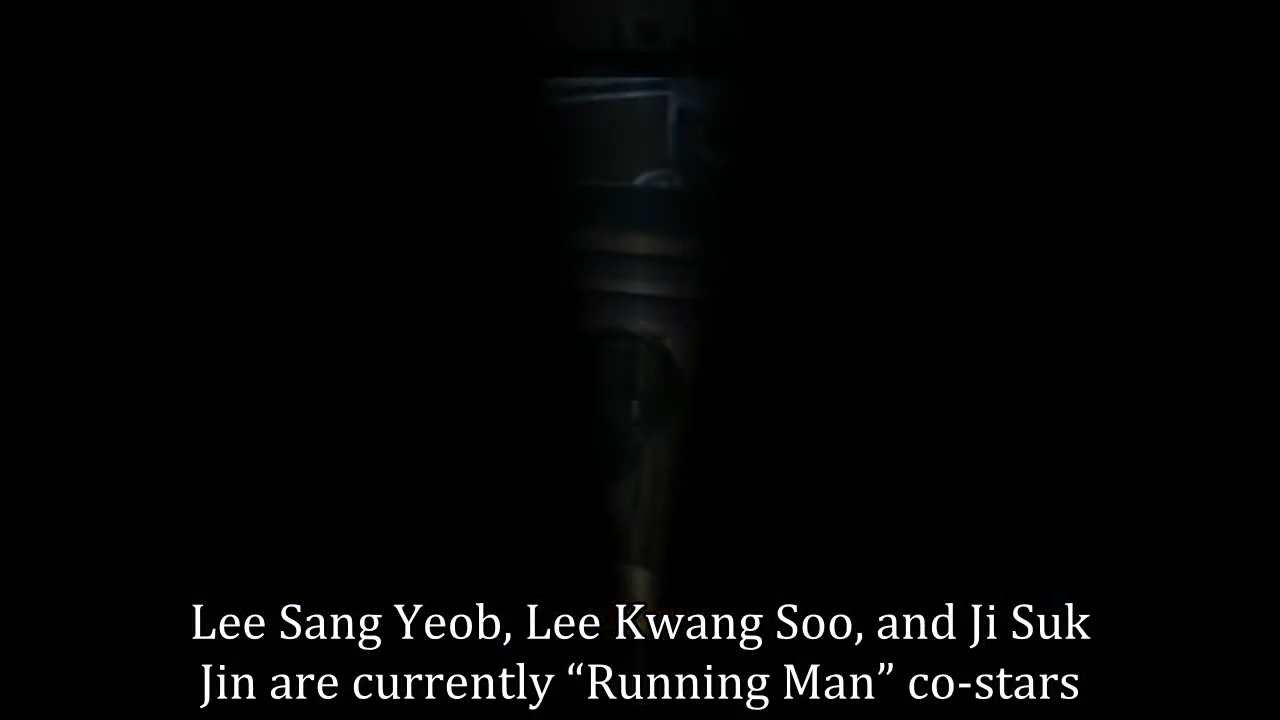 Lee Sang Yeob, Lee Kwang Soo, and Ji Suk
Jin are currently “Running Man” co-stars